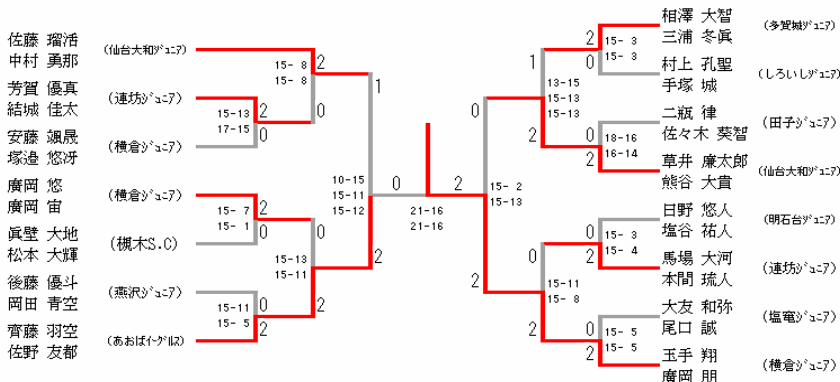 佐藤 瑠活
中村 勇那
(仙台大和ジュニア)
芳賀 優真
結城 佳太
(連坊ジュニア)
安藤 颯晟
塚邉 悠冴
(横倉ジュニア)
廣岡 悠
廣岡 宙
(横倉ジュニア)
眞壁 大地
松本 大輝
(槻木S.C)
後藤 優斗
岡田 青空
(燕沢ジュニア)
齊藤 羽空
佐野 友都
(あおばイーグルス)
15-13
17-15
2
0
15- 7
15- 1
2
0
15-11
15- 5
0
2
15- 8
15- 8
2
0
15-13
15-11
0
2
10-15
15-11
15-12
1
2
0
2
21-16
21-16
15- 2
15-13
0
2
13-15
15-13
15-13
1
2
15-11
15- 8
0
2
15- 3
15- 3
2
0
18-16
16-14
0
2
15- 3
15- 4
0
2
15- 5
15- 5
0
2
相澤 大智
三浦 冬眞
(多賀城ジュニア)
村上 孔聖
手塚 城
(しろいしジュニア)
二瓶 律
佐々木 葵智
(田子ジュニア)
草井 廉太郎
熊谷 大貴
(仙台大和ジュニア)
日野 悠人
塩谷 祐人
(明石台ジュニア)
馬場 大河
本間 琉人
(連坊ジュニア)
大友 和弥
尾口 誠
(塩竈ジュニア)
玉手 翔
廣岡 朋
(横倉ジュニア)